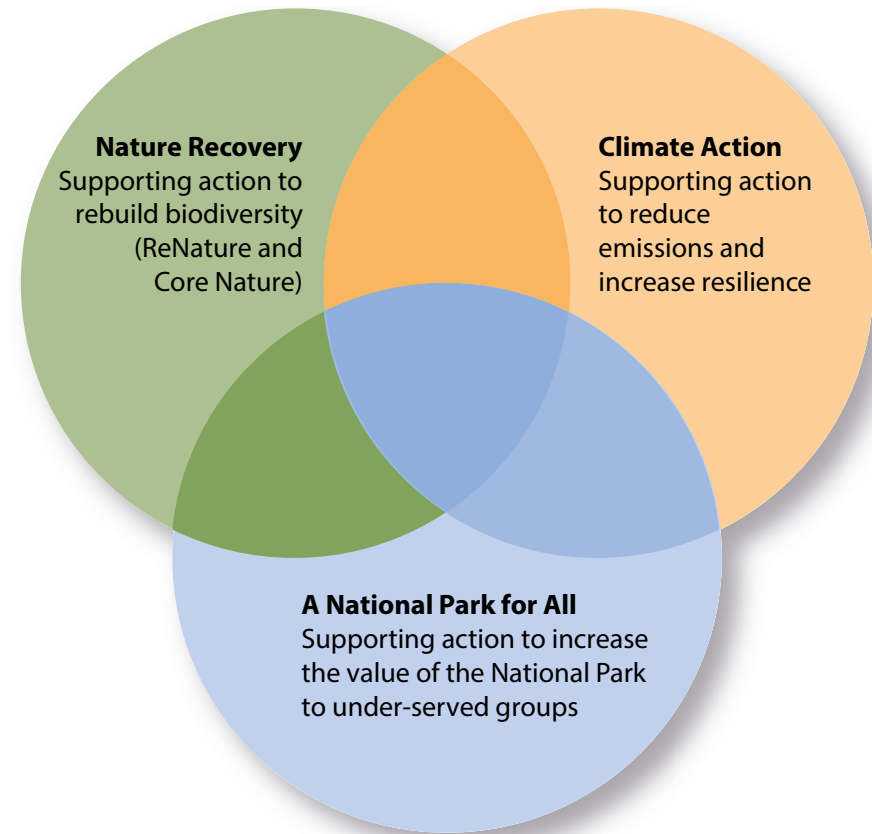 Nature Recovery
Supporting action to
rebuild biodiversity
(ReNature and
Core Nature)
Climate Action
Supporting action
to reduce
emissions and
increase resilience
A National Park for All
Supporting action to increase
the value of the National Park
to under-served groups